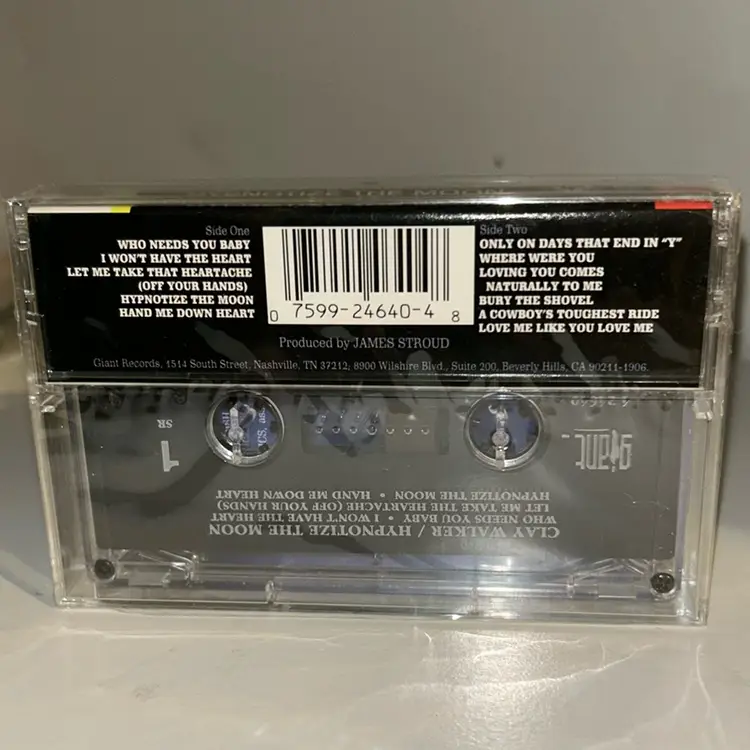 HYPNOTIZE THE MOON
Side One
WHO NEEDS YOU BABY
I WON'T HAVE THE HEART
LET ME TAKE THAT HEARTACHE
(OFF YOUR HANDS)
HYPNOTIZE THE MOON
HAND ME DOWN HEART
0 7599-24640-4 8
Side Two
ONLY ON DAYS THAT END IN “Y”
WHERE WERE YOU
LOVING YOU COMES
NATURALLY TO ME
BURY THE SHOVEL
A COWBOY'S TOUGHEST RIDE
LOVE ME LIKE YOU LOVE ME
Produced by JAMES STROUD
Giant Records, 1514 South Street, Nashville, TN 37212; 8900 Wilshire Blvd., Suite 200, Beverly Hills, CA 90211-1906.
CLAY WALKER / HYPNOTIZE THE MOON
WHO NEEDS YOU BABY • I WON'T HAVE THE HEART
LET ME TAKE THE HEARTACHE (OFF YOUR HANDS)
HYPNOTIZE THE MOON • HAND ME DOWN HEART
giant
1
SR